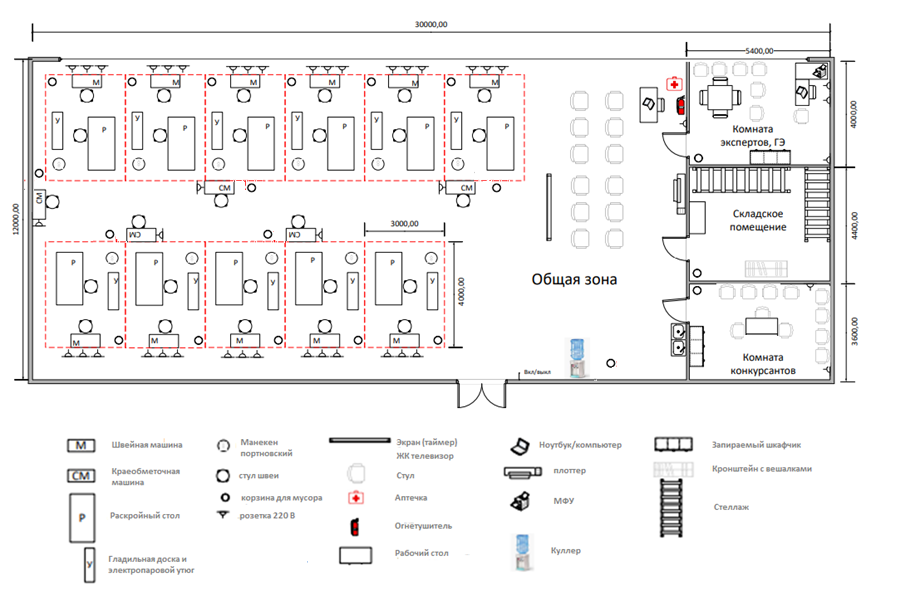 30000,00
5400,00
М
М
М
М
М
М
У
Р
У
Р
У
Р
У
Р
У
Р
У
Р
Комната
экспертов, ГЭ
4000,00
СМ
СМ
СМ
12000,00
Складское
помещение
4400,00
СМ
СМ
3000,00
Р
У
Р
У
Р
У
Р
У
Р
У
4000,00
Общая зона
М
М
М
М
М
3600,00
Комната
конкурсантов
Вкл/выкл
М
Швейная машина
СМ
Краеобметочная
машина
Р
Раскройный стол
У
Гладильная доска и
электропаровой утюг
Манекен
портновский
стул швеи
корзина для мусора
розетка 220 В
Экран (таймер)
ЖК телевизор
Стул
Аптечка
Огнетушитель
Рабочий стол
Ноутбук/компьютер
плоттер
МФУ
Куллер
Запираемый шкафчик
Кронштейн с вешалками
Стеллаж